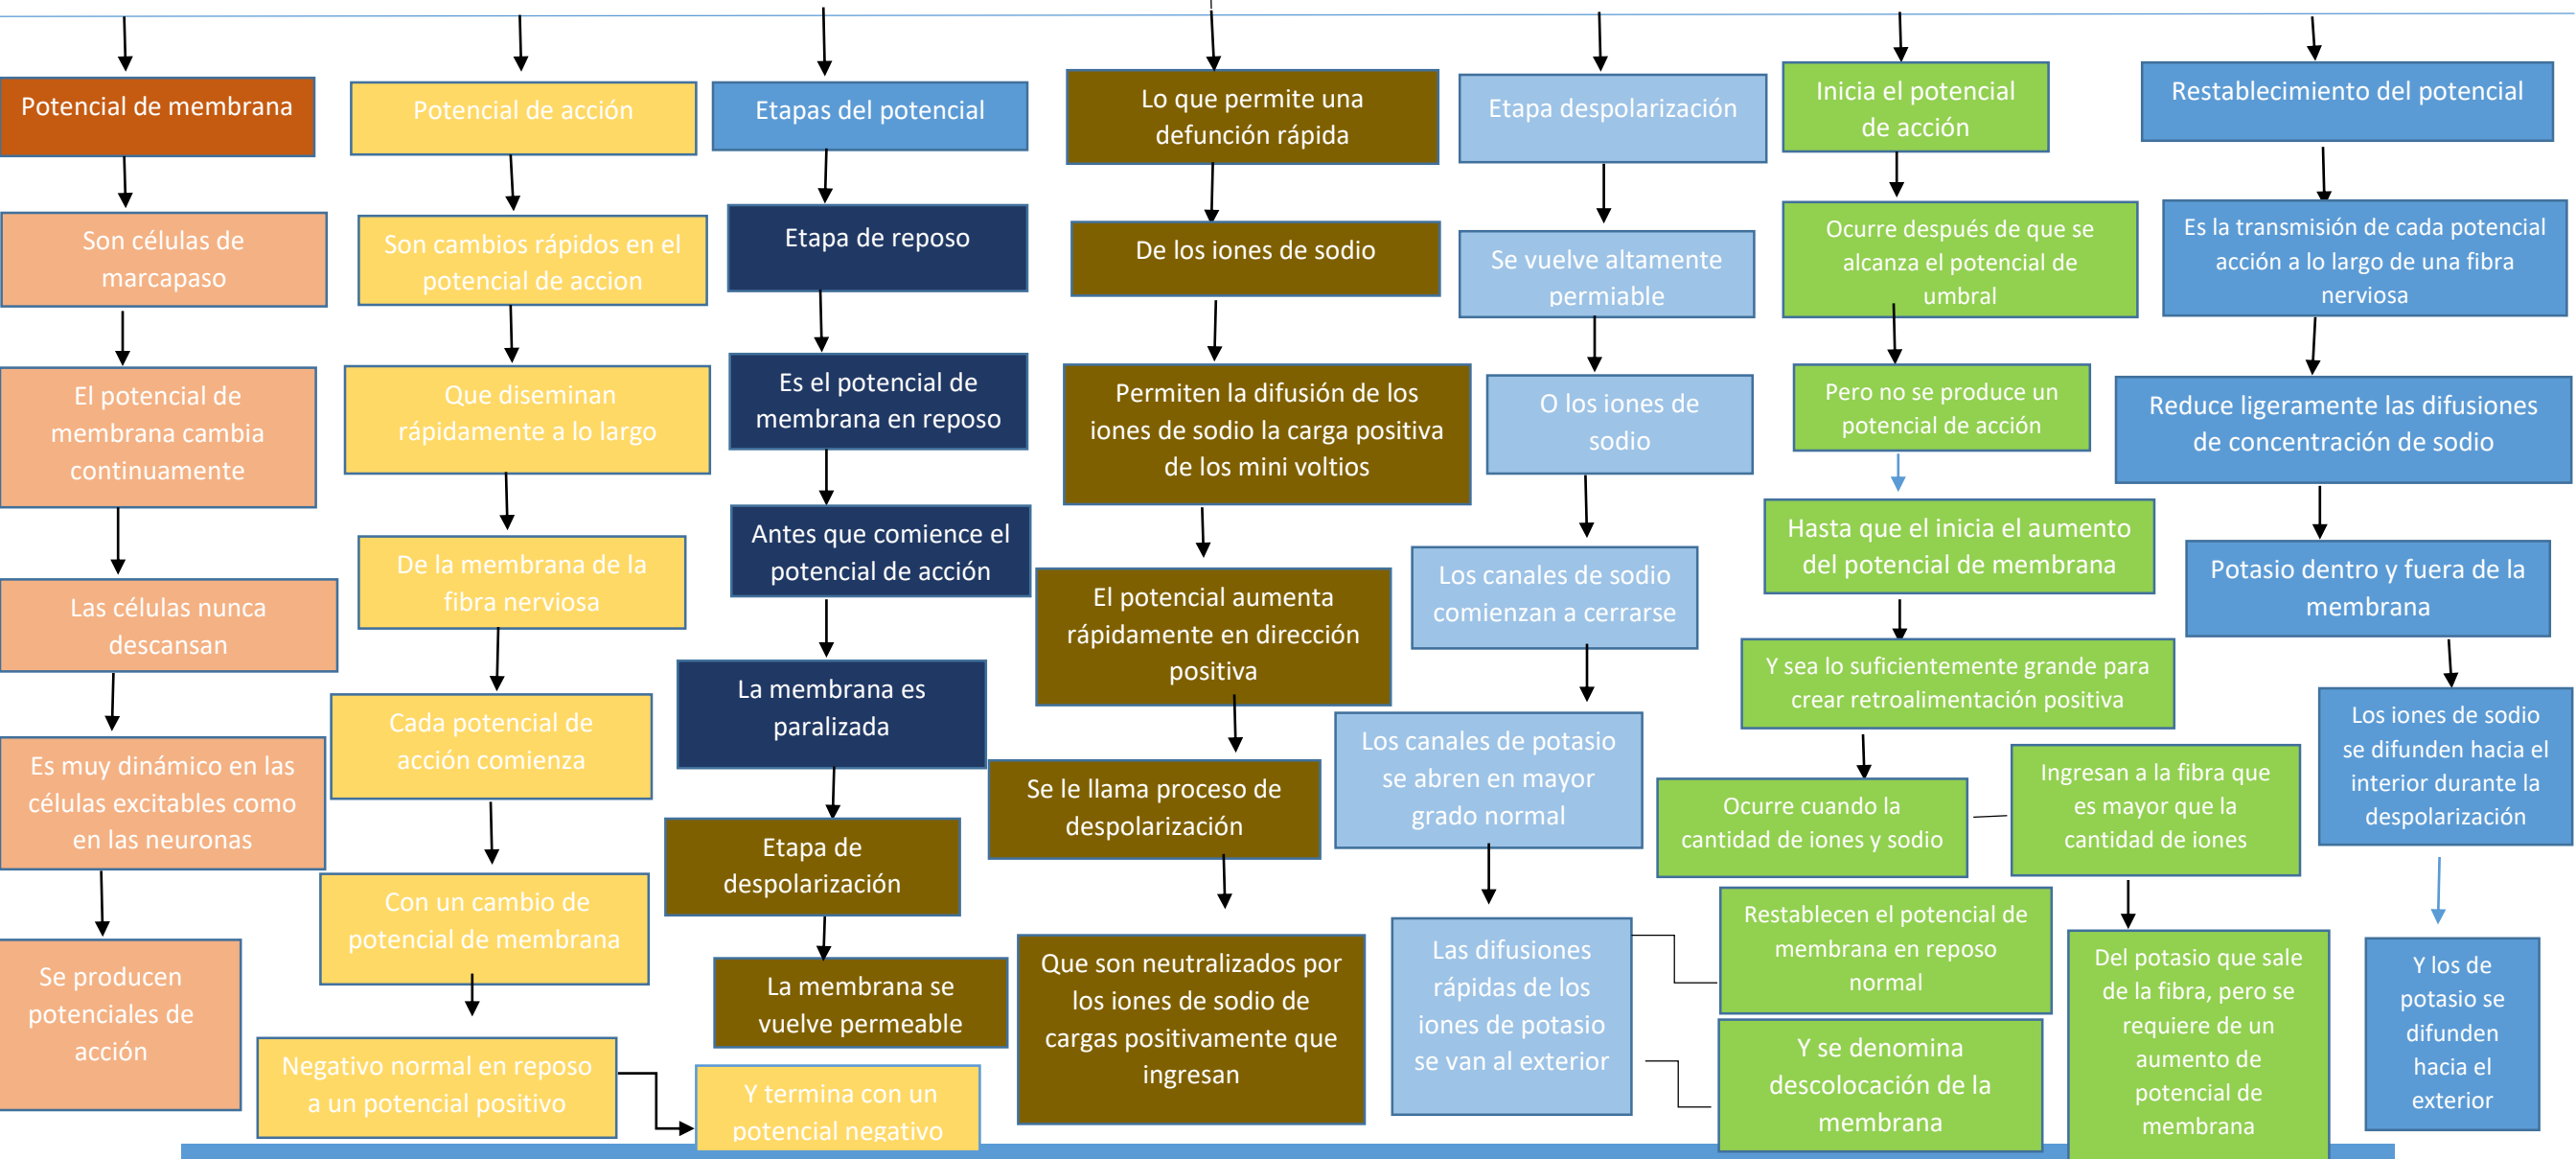 Potencial de membrana
Son células de
marcapaso
El potencial de
membrana cambia
continuamente
Las células nunca
descansan
Es muy dinámico en las
células excitables como
en las neuronas
Se producen
potenciales de
acción
Potencial de acción
Son cambios rápidos en el
potencial de accion
Que diseminan
rápidamente a lo largo
De la membrana de la
fibra nerviosa
Cada potencial de
acción comienza
Con un cambio de
potencial de membrana
Negativo normal en reposo
a un potencial positivo
Y termina con un
potencial negativo
Etapas del potencial
Etapa de reposo
Es el potencial de
membrana en reposo
Antes que comience el
potencial de acción
La membrana es
paralizada
Etapa de
despolarización
La membrana se
vuelve permeable
Lo que permite una
defunción rápida
De los iones de sodio
Permiten la difusión de los
iones de sodio la carga positiva
de los mini voltios
El potencial aumenta
rápidamente en dirección
positiva
Se le llama proceso de
despolarización
Que son neutralizados por
los iones de sodio de
cargas positivamente que
ingresan
Etapa despolarización
Se vuelve altamente
permiable
O los iones de
sodio
Los canales de sodio
comienzan a cerrarse
Los canales de potasio
se abren en mayor
grado normal
Las difusiones
rápidas de los
iones de potasio
se van al exterior
Restablecen el potencial de
membrana en reposo
normal
Y se denomina
descolocación de la
membrana
Inicia el potencial
de acción
Ocurre después de que se
alcanza el potencial de
umbral
Pero no se produce un
potencial de acción
Hasta que el inicia el aumento
del potencial de membrana
Y sea lo suficientemente grande para
crear retroalimentación positiva
Ocurre cuando la
cantidad de iones y sodio
Ingresan a la fibra que
es mayor que la
cantidad de iones
Del potasio que sale
de la fibra, pero se
requiere de un
aumento de
potencial de
membrana
Restablecimiento del potencial
Es la transmisión de cada potencial
acción a lo largo de una fibra
nerviosa
Reduce ligeramente las difusiones
de concentración de sodio
Potasio dentro y fuera de la
membrana
Los iones de sodio
se difunden hacia el
interior durante la
despolarización
Y los de
potasio se
difunden
hacia el
exterior